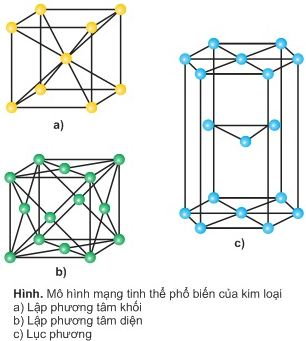 a)
b)
c)
Hình. Mô hình mạng tinh thể phổ biến của kim loại
a) Lập phương tâm khối
b) Lập phương tâm diện
c) Lục phương